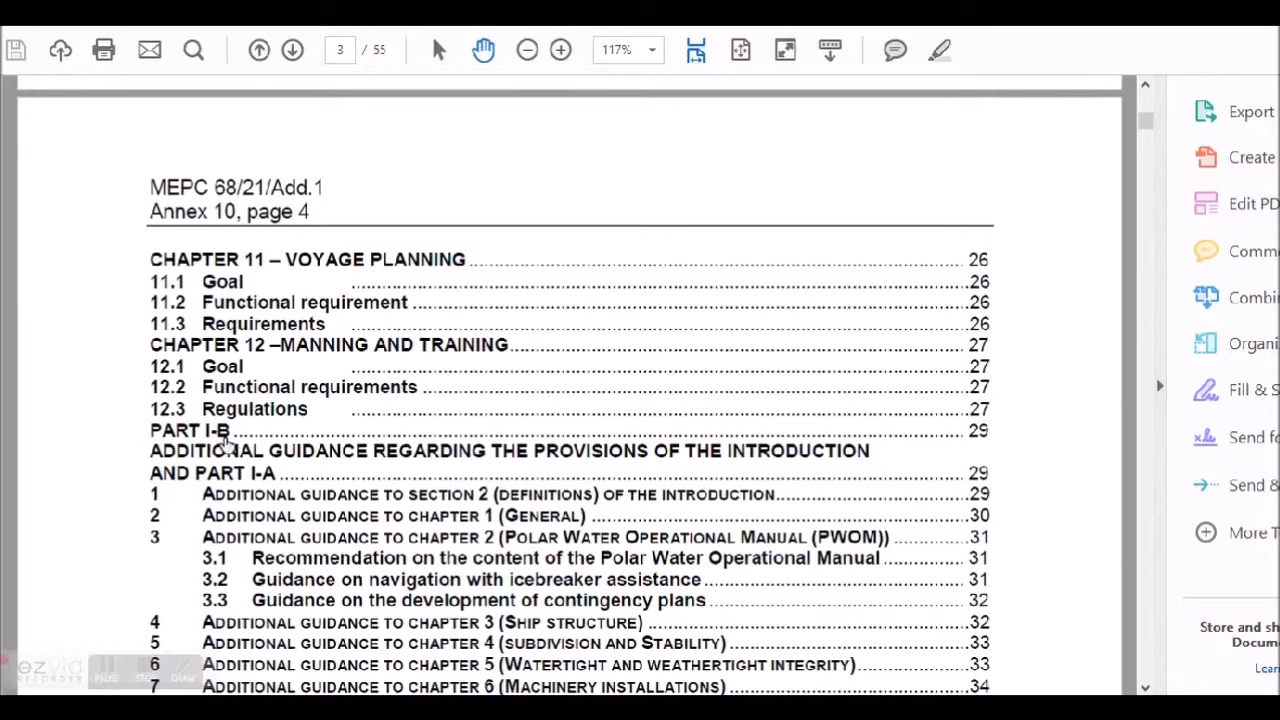 3 / 55
117%
MEPC 68/21/Add.1
Annex 10, page 4
CHAPTER 11 – VOYAGE PLANNING ........ 26
11.1 Goal ........ 26
11.2 Functional requirement ........ 26
11.3 Requirements ........ 26
CHAPTER 12 –MANNING AND TRAINING ........ 27
12.1 Goal ........ 27
12.2 Functional requirements ........ 27
12.3 Regulations ........ 27
PART I-B ........ 29
ADDITIONAL GUIDANCE REGARDING THE PROVISIONS OF THE INTRODUCTION
AND PART I-A ........ 29
1 ADDITIONAL GUIDANCE TO SECTION 2 (DEFINITIONS) OF THE INTRODUCTION ........ 29
2 ADDITIONAL GUIDANCE TO CHAPTER 1 (GENERAL) ........ 30
3 ADDITIONAL GUIDANCE TO CHAPTER 2 (POLAR WATER OPERATIONAL MANUAL (PWOM)) ........ 31
3.1 Recommendation on the content of the Polar Water Operational Manual ........ 31
3.2 Guidance on navigation with icebreaker assistance ........ 31
3.3 Guidance on the development of contingency plans ........ 32
4 ADDITIONAL GUIDANCE TO CHAPTER 3 (SHIP STRUCTURE) ........ 32
5 ADDITIONAL GUIDANCE TO CHAPTER 4 (SUBDIVISION AND STABILITY) ........ 33
6 ADDITIONAL GUIDANCE TO CHAPTER 5 (WATERTIGHT AND WEATHERTIGHT INTEGRITY) ........ 33
7 ADDITIONAL GUIDANCE TO CHAPTER 6 (MACHINERY INSTALLATIONS) ........ 34
Export
Create
Edit PD
Comme
Combin
Organi
Fill & S
Send fo
Send &
More T
Store and sh
Docum
Lear
ezvid
RECORDER
PAUSE
DRAW